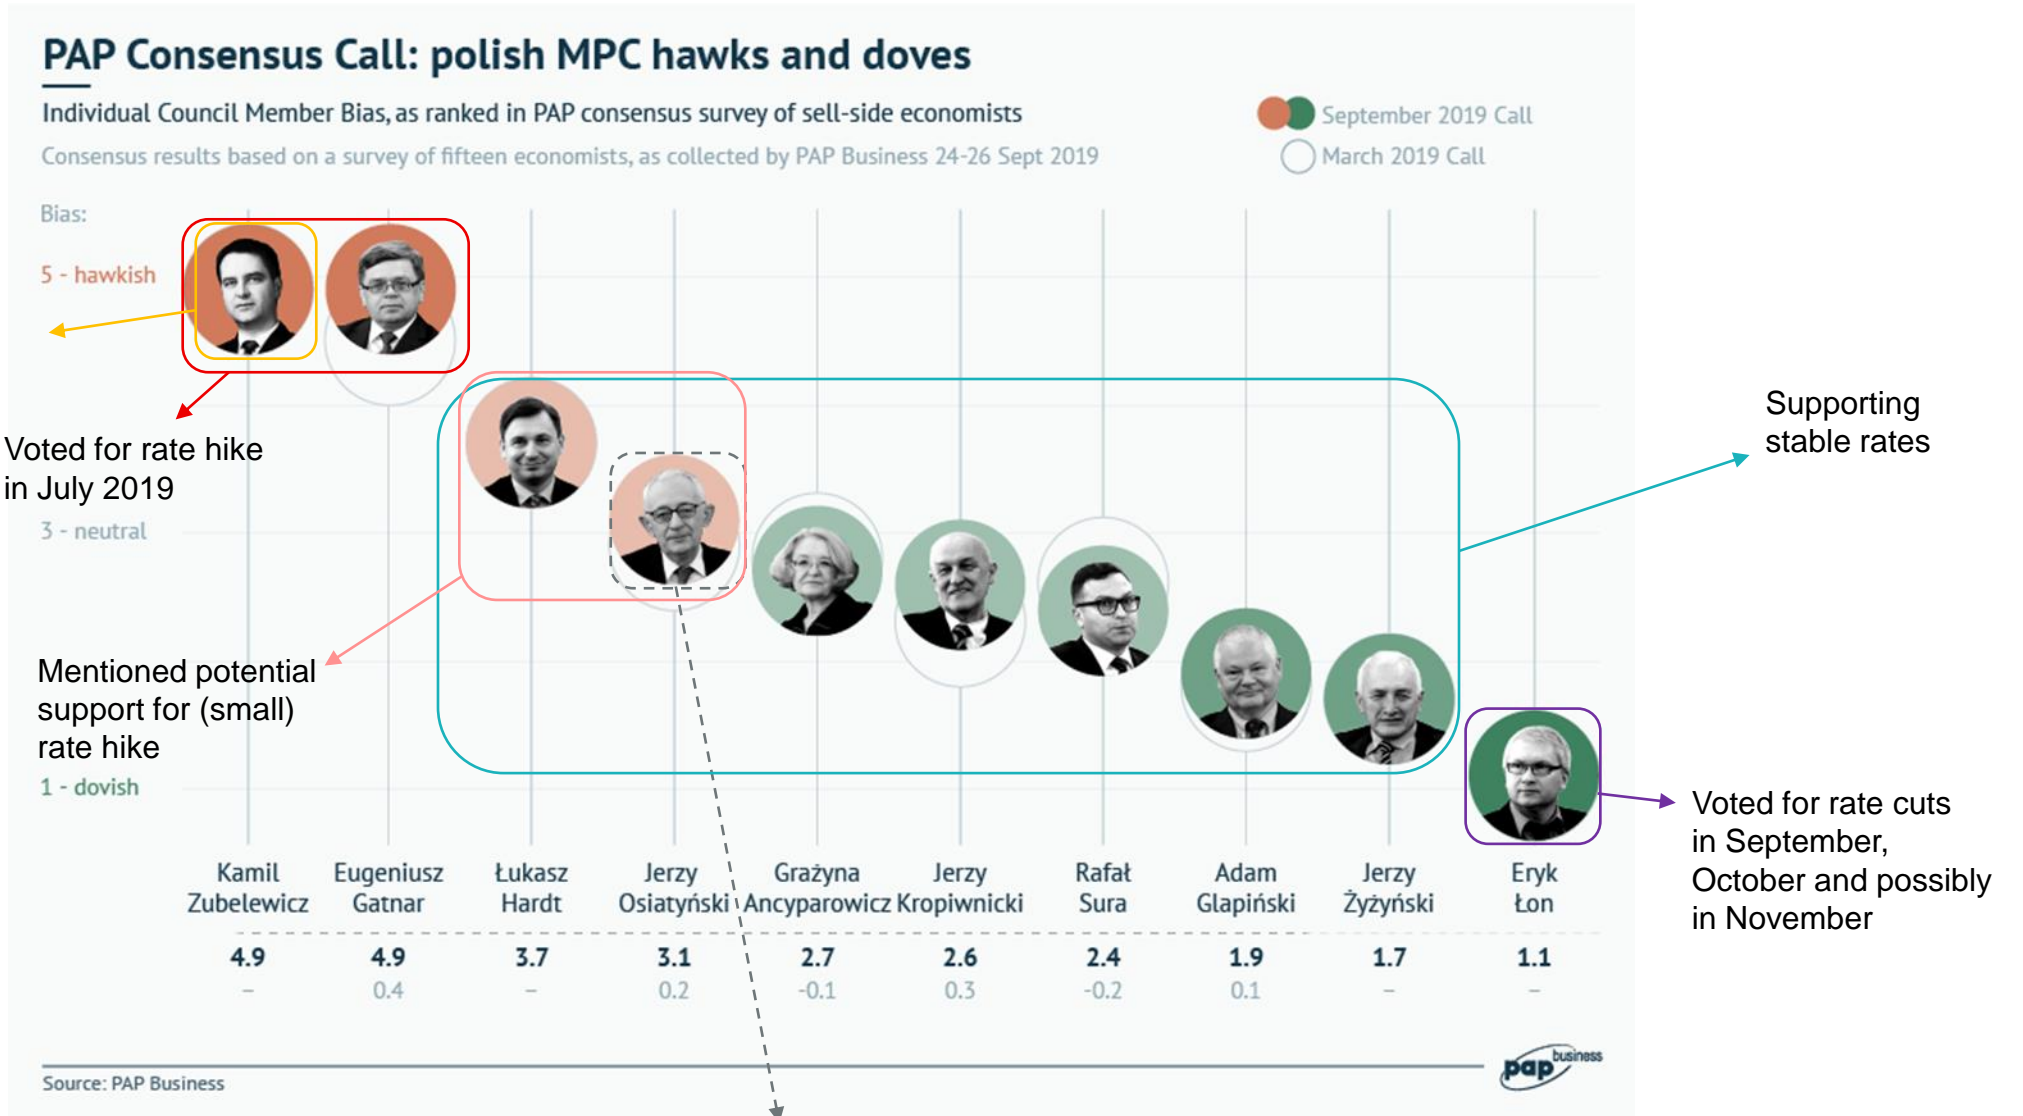 PAP Consensus Call: polish MPC hawks and doves
Individual Council Member Bias, as ranked in PAP consensus survey of sell-side economists
Consensus results based on a survey of fifteen economists, as collected by PAP Business 24-26 Sept 2019
September 2019 Call
March 2019 Call
Bias:
5 - hawkish
Voted for rate hike
in July 2019
3 - neutral
Mentioned potential
support for (small)
rate hike
1 - dovish
Supporting
stable rates
Voted for rate cuts
in September,
October and possibly
in November
Kamil Eugeniusz Łukasz Jerzy Grażyna Jerzy Rafał Adam Jerzy Eryk
Zubelewicz Gatnar Hardt Osiatyński Ancyparowicz Kropiwnicki Sura Glapiński Żyżyński Łon
4.9 4.9 3.7 3.1 2.7 2.6 2.4 1.9 1.7 1.1
– 0.4 – 0.2 -0.1 0.3 -0.2 0.1 – –
Source: PAP Business
pap business